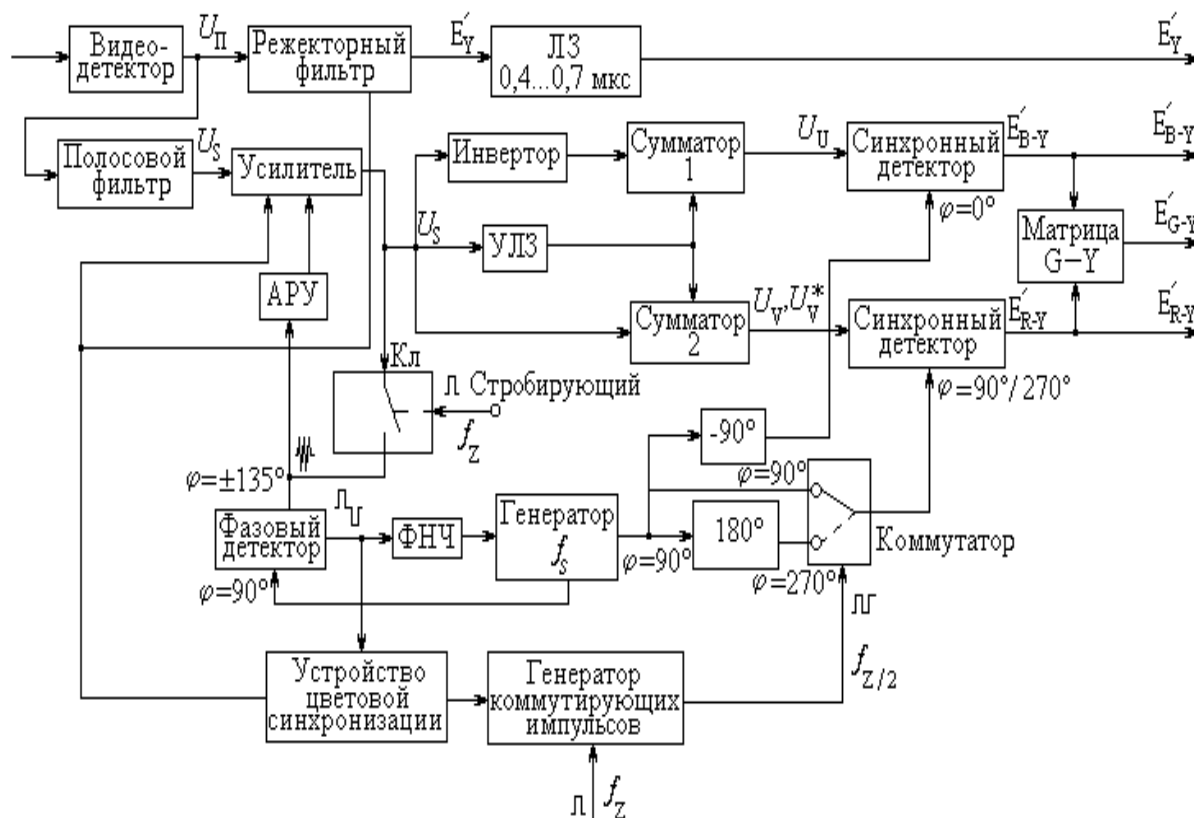 Видео-
детектор
U_П
Режекторный
фильтр
E′_Y
ЛЗ
0,4...0,7 мкс
E′_Y
Полосовой
фильтр
U_S
Усилитель
Инвертор
Сумматор
1
U_U
Синхронный
детектор
E′_B-Y
E′_B-Y
φ=0°
U_S
УЛЗ
Матрица
G−Y
E′_G-Y
АРУ
Сумматор
2
U_V, U_V*
Синхронный
детектор
E′_R-Y
E′_R-Y
φ=90°/ 270°
Кл
Стробирующий
f_Z
-90°
φ=90°
φ=±135°
Фазовый
детектор
ФНЧ
Генератор
f_s
φ=90°
180°
Коммутатор
φ=90°
φ=270°
Устройство
цветовой
синхронизации
Генератор
коммутирующих
импульсов
f_Z/2
f_Z